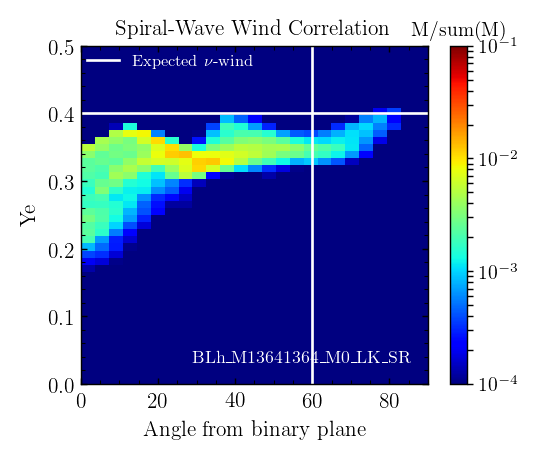 Spiral-Wave Wind Correlation
M/sum(M)
Expected ν-wind
BLh_M13641364_M0_LK_SR
Ye
0.5
0.4
0.3
0.2
0.1
0.0
0 20 40 60 80
Angle from binary plane
10⁻¹
10⁻²
10⁻³
10⁻⁴